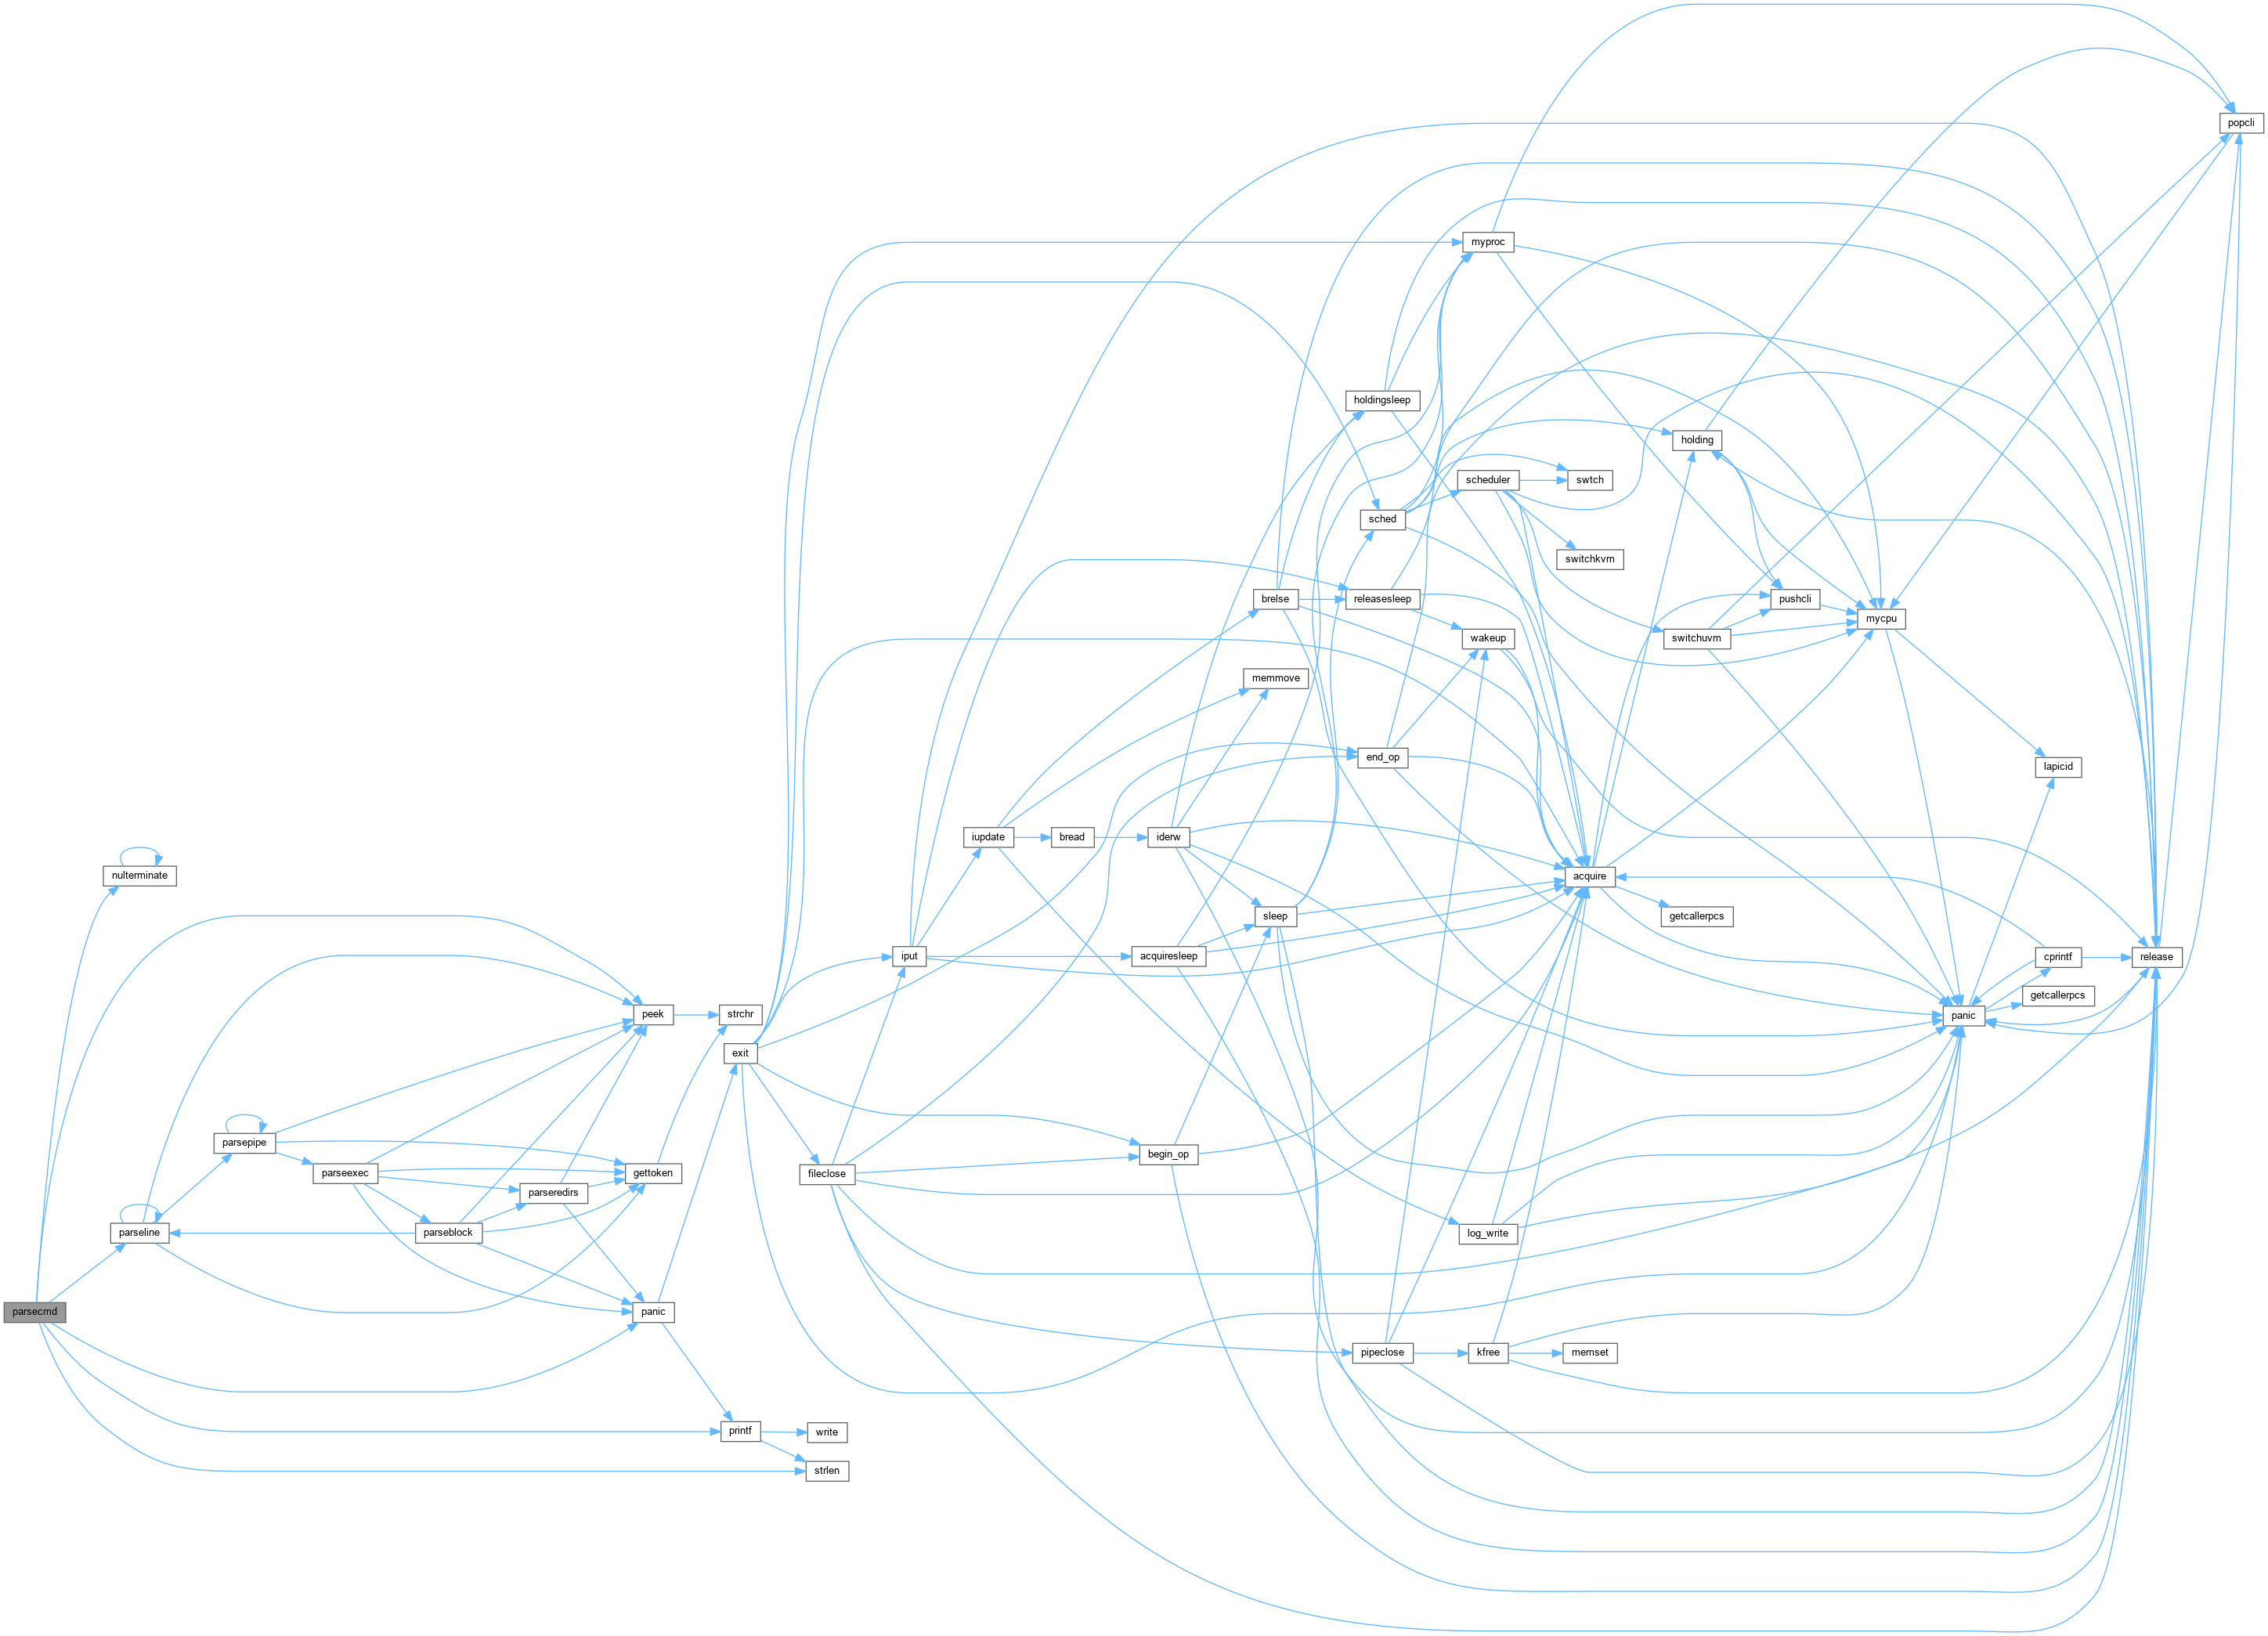 popcli
myproc
holdingsleep
holding
scheduler
swtch
sched
switchkvm
brelse
releasesleep
pushcli
mycpu
wakeup
switchuvm
memmove
end_op
lapicid
iupdate
bread
iderw
nulterminate
acquire
sleep
getcallerpcs
iput
acquiresleep
cprintf
release
getcallerpcs
peek
strchr
panic
exit
parsepipe
begin_op
parseexec
gettoken
fileclose
parseredirs
parseline
parseblock
log_write
parsecmd
panic
pipeclose
kfree
memset
printf
write
strlen